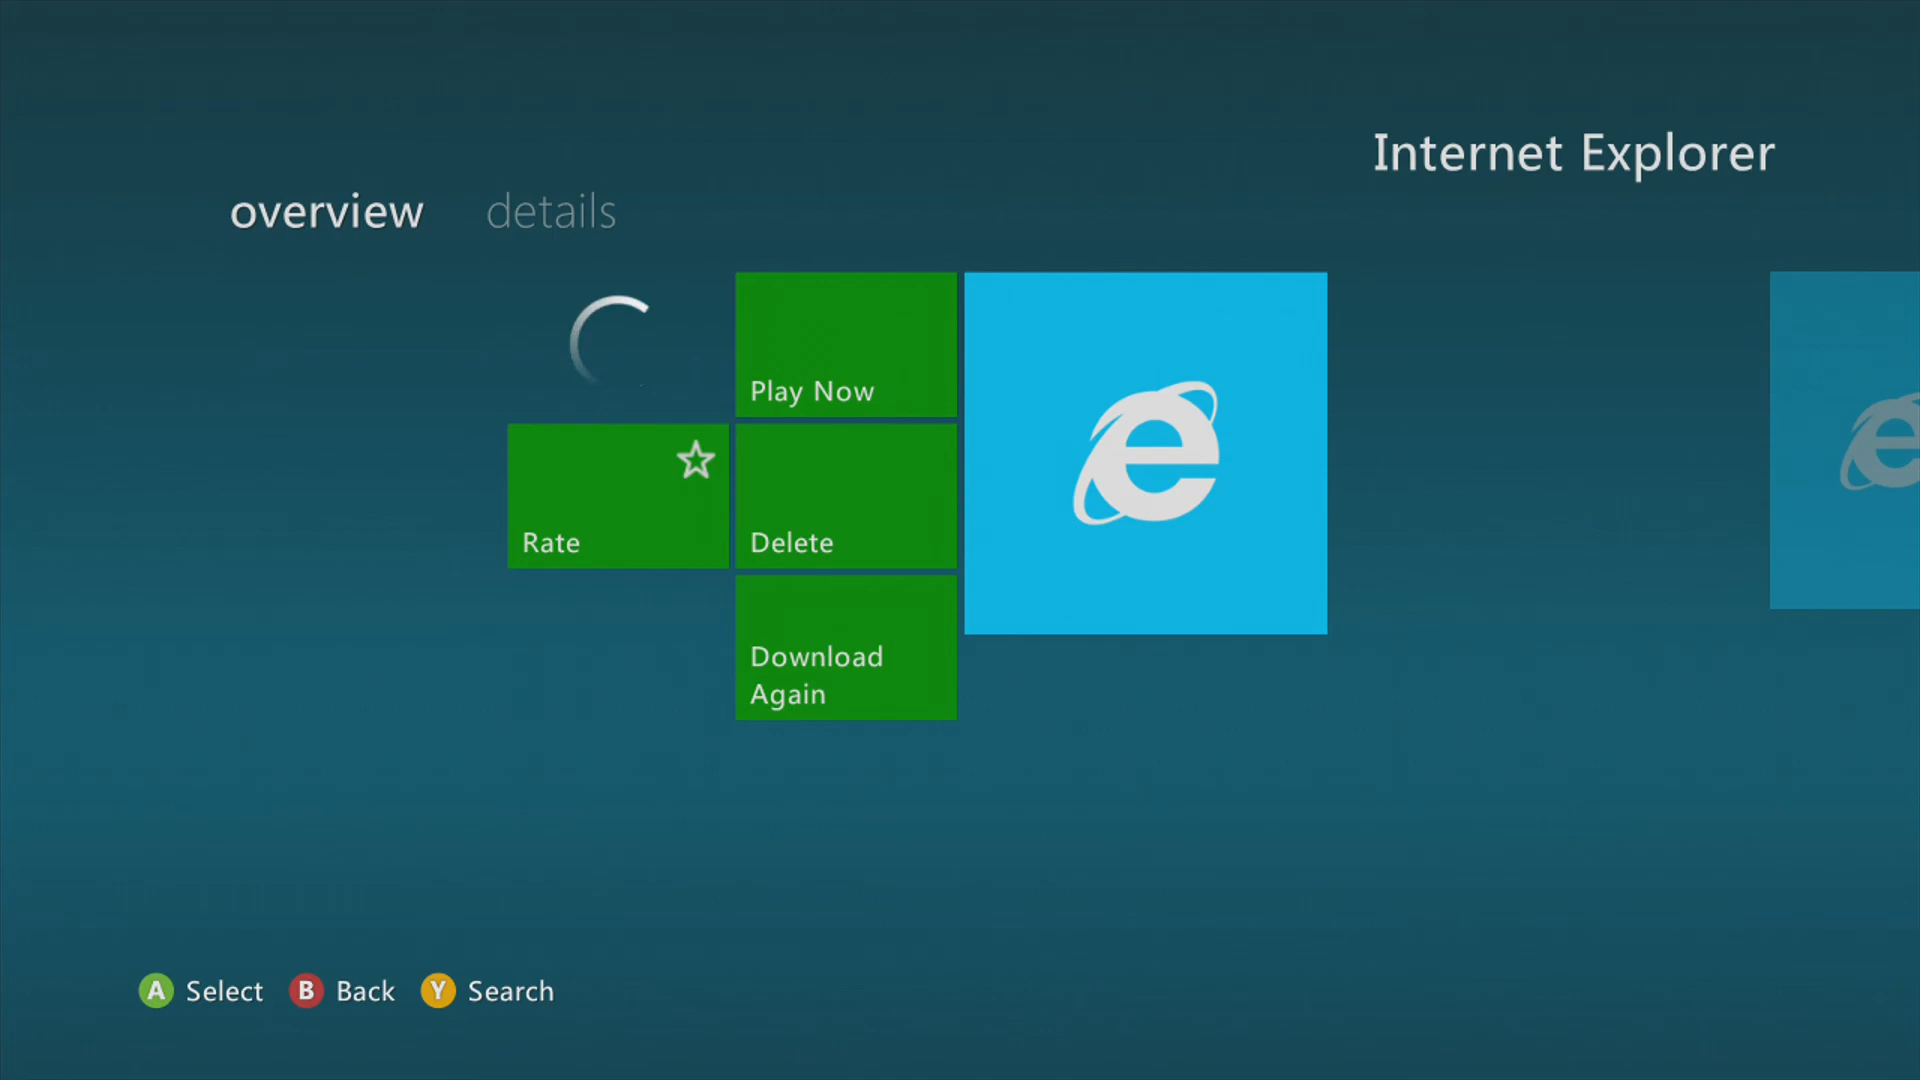 Internet Explorer
overview details
Play Now
Rate
Delete
Download
Again
A Select B Back Y Search